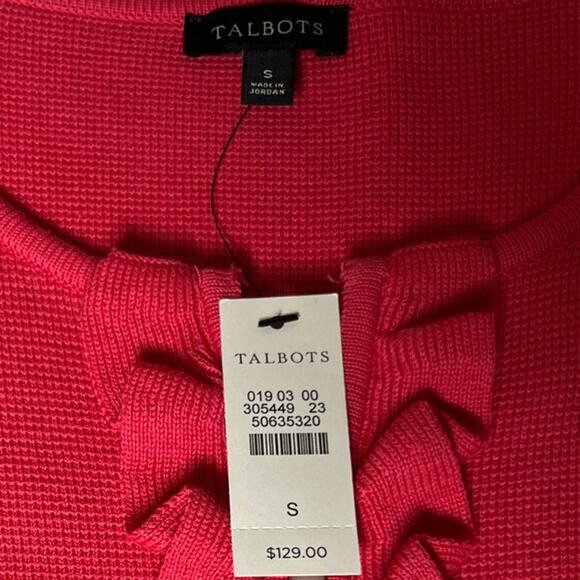 TALBOTS
S
MADE IN
JORDAN
TALBOTS
019 03 00
305449 23
50635320
S
$129.00